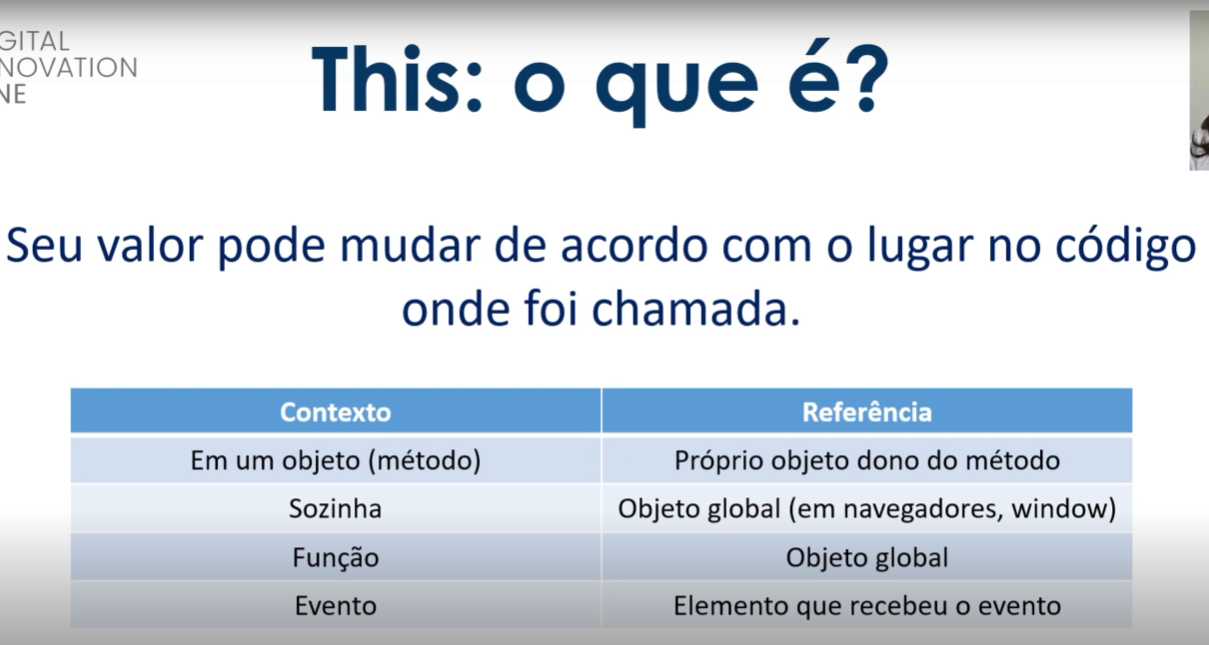 GITAL
NOVATION
NE
This: o que é?
Seu valor pode mudar de acordo com o lugar no código
onde foi chamada.
Contexto Referência
Em um objeto (método) Próprio objeto dono do método
Sozinha Objeto global (em navegadores, window)
Função Objeto global
Evento Elemento que recebeu o evento